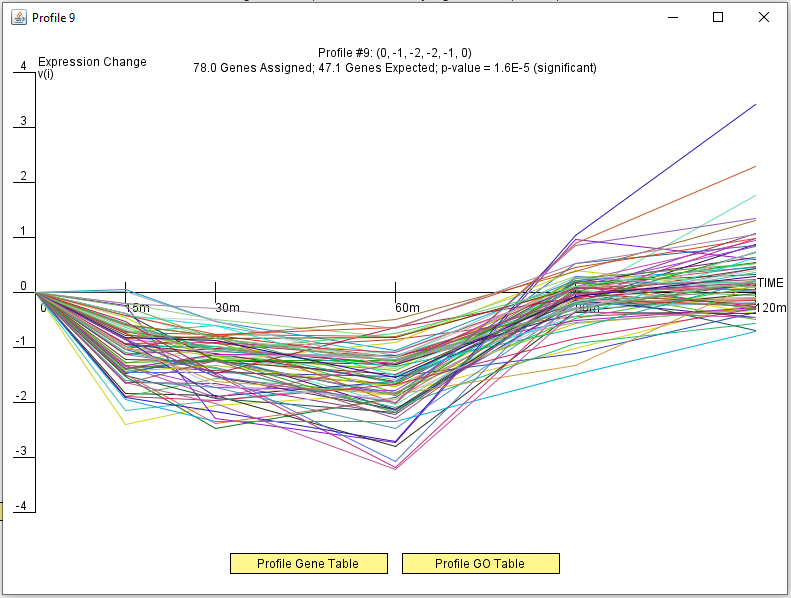 Profile 9
Profile #9: (0, -1, -2, -2, -1, 0)
78.0 Genes Assigned; 47.1 Genes Expected; p-value = 1.6E-5 (significant)
Expression Change
v(i)
4
3
2
1
0
-1
-2
-3
-4
0 15m 30m 60m 120m
TIME
Profile Gene Table
Profile GO Table